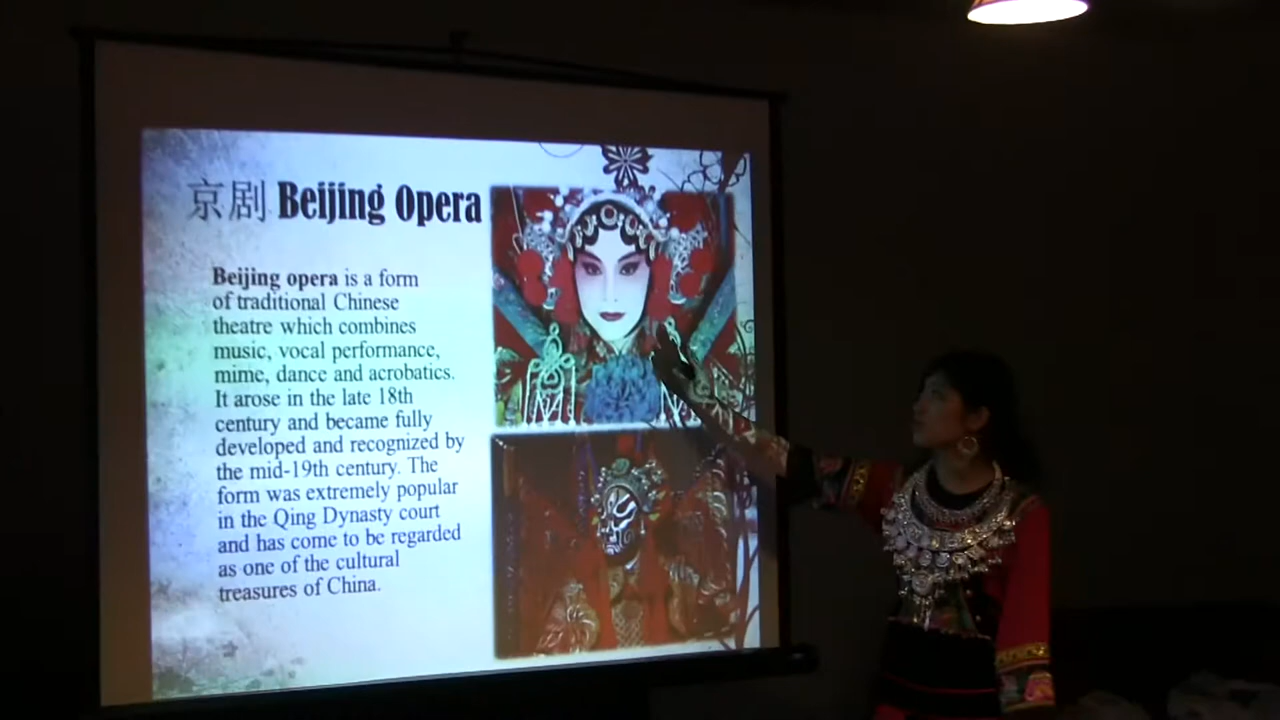 京剧 Beijing Opera
Beijing opera is a form
of traditional Chinese
theatre which combines
music, vocal performance,
mime, dance and acrobatics.
It arose in the late 18th
century and became fully
developed and recognized by
the mid-19th century. The
form was extremely popular
in the Qing Dynasty court
and has come to be regarded
as one of the cultural
treasures of China.